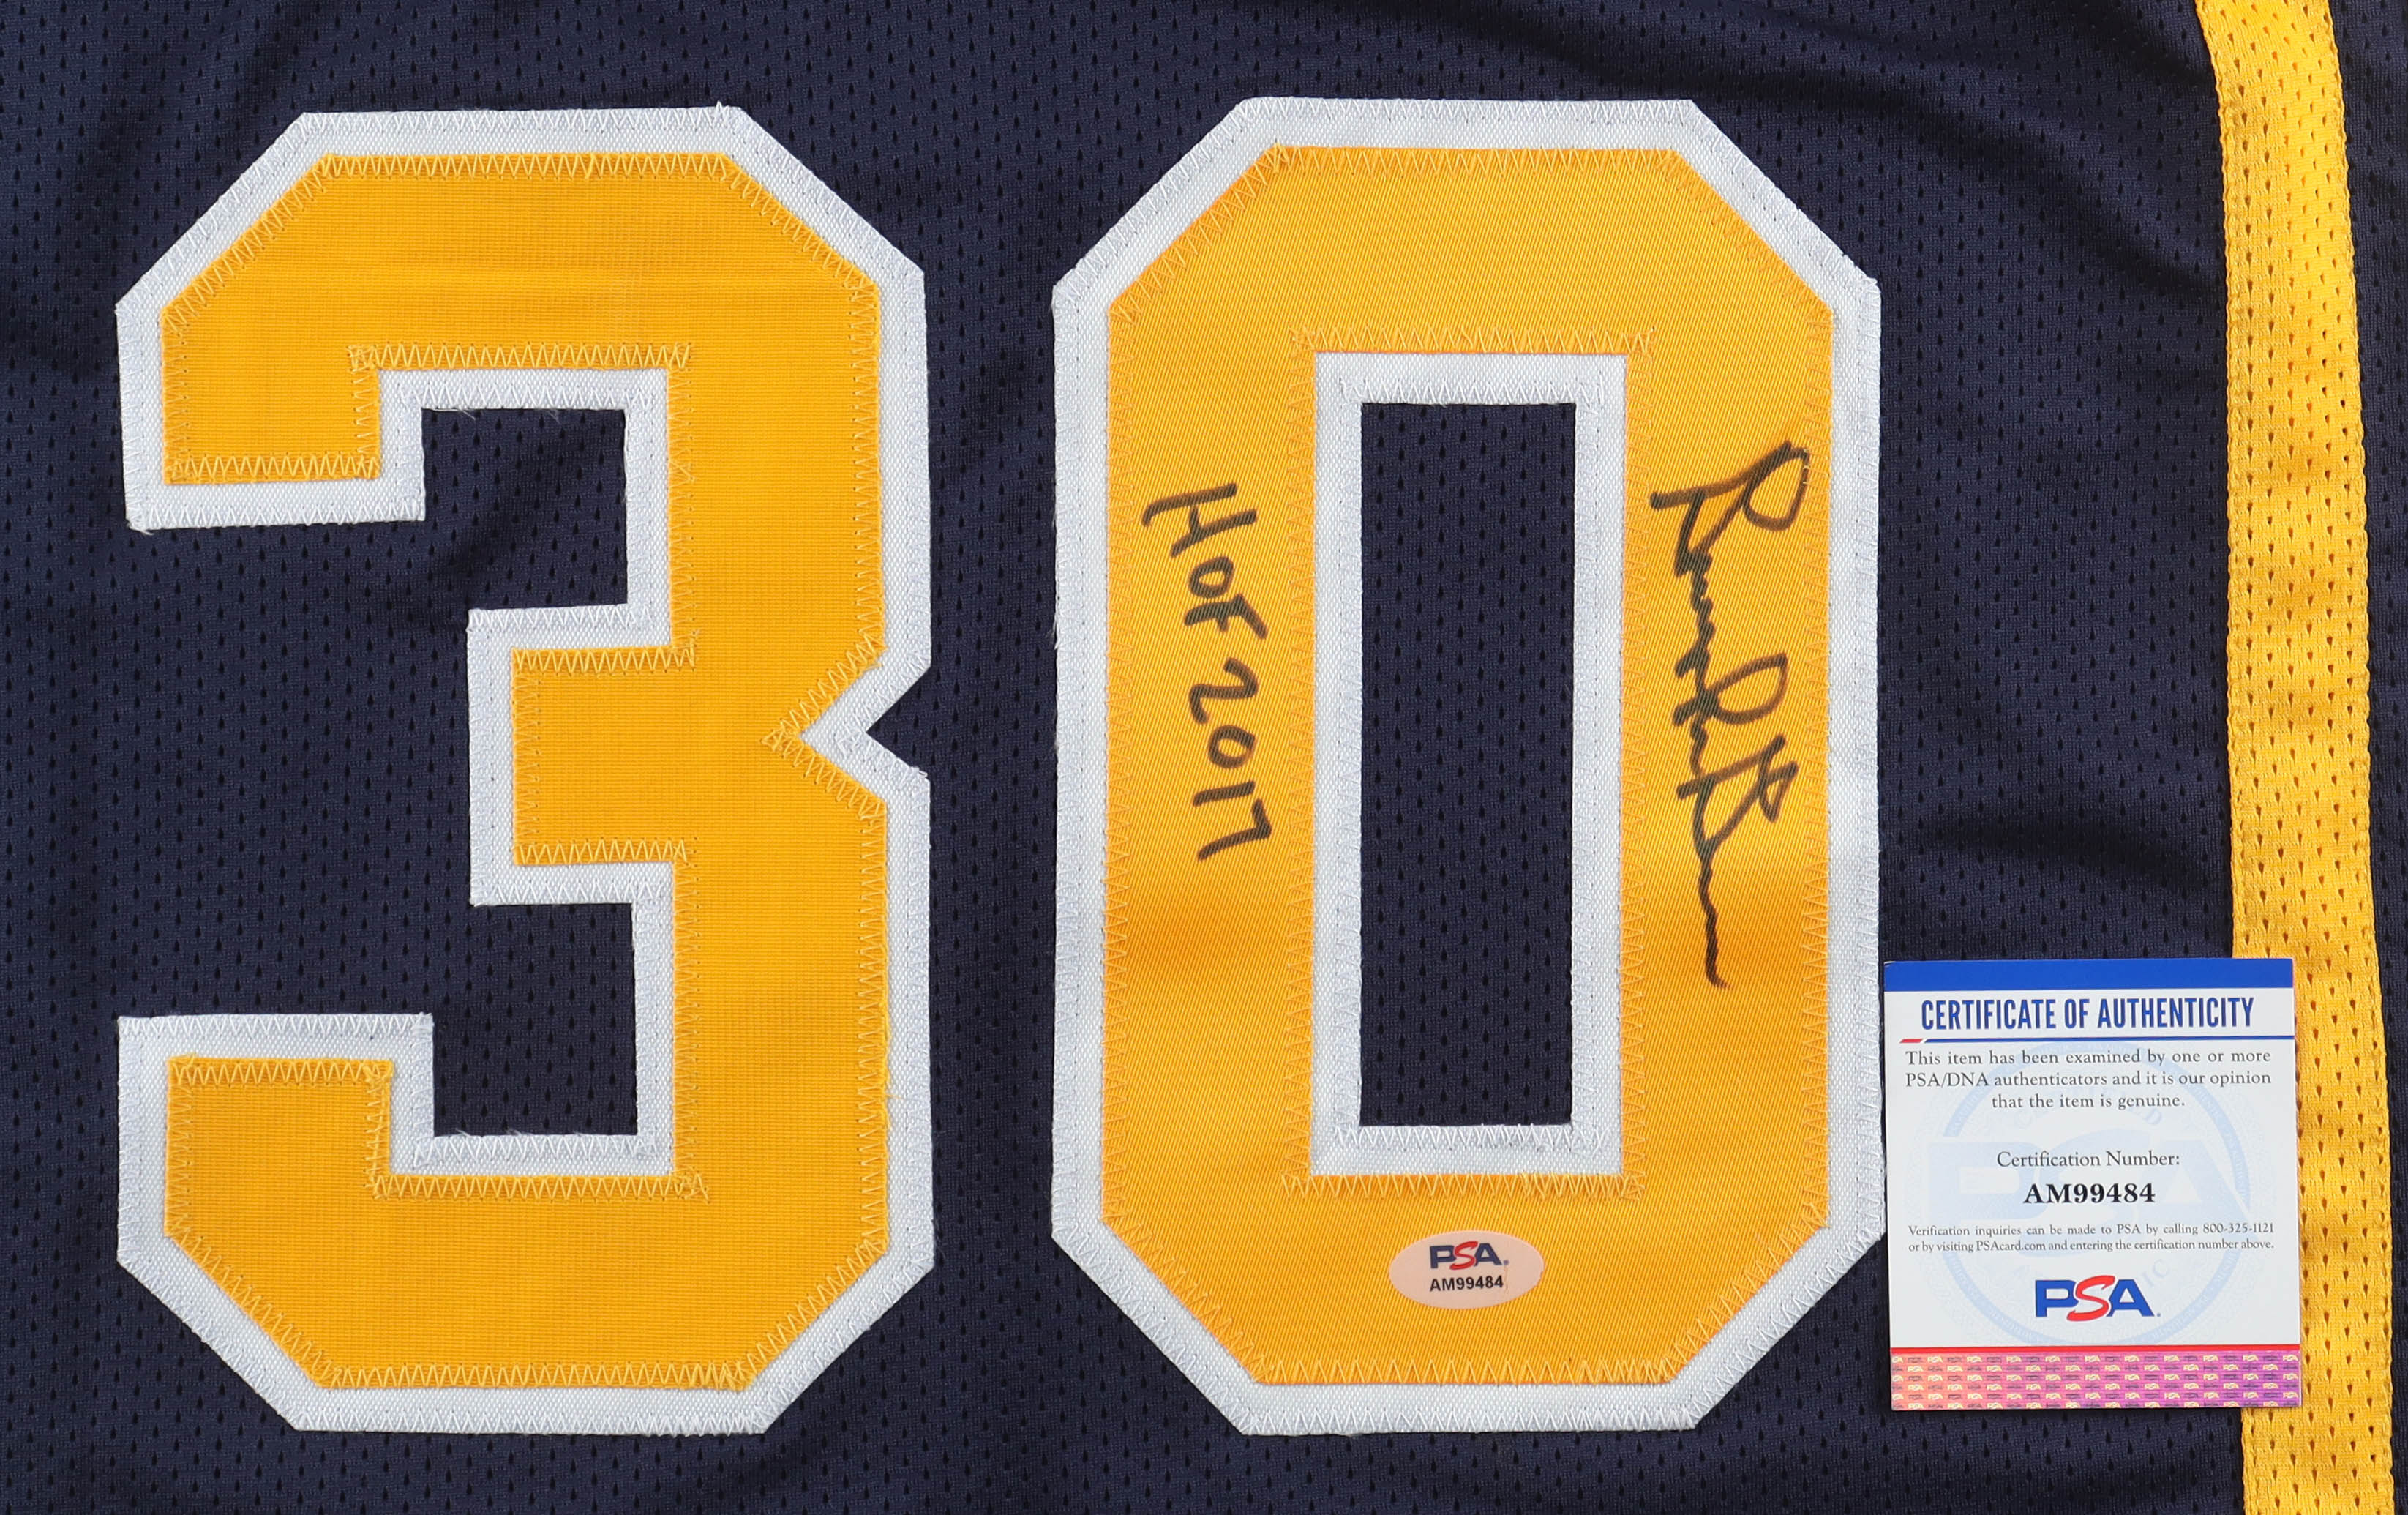 30
HOF 2017
PSA
AM99484
CERTIFICATE OF AUTHENTICITY
This item has been examined by one or more
PSA/DNA authenticators and it is our opinion
that the item is genuine.
Certification Number:
AM99484
Verification inquiries can be made to PSA by calling 800-325-1121
or by visiting PSAcard.com and entering the certification number above.
PSA